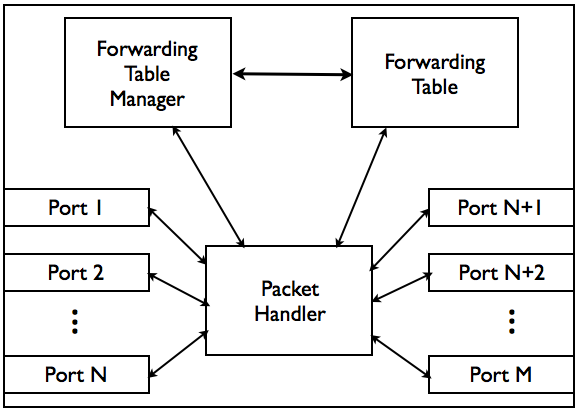 Forwarding
Table
Manager
Forwarding
Table
Port 1
Port N+1
Port 2
Packet
Handler
Port N+2
Port N
Port M